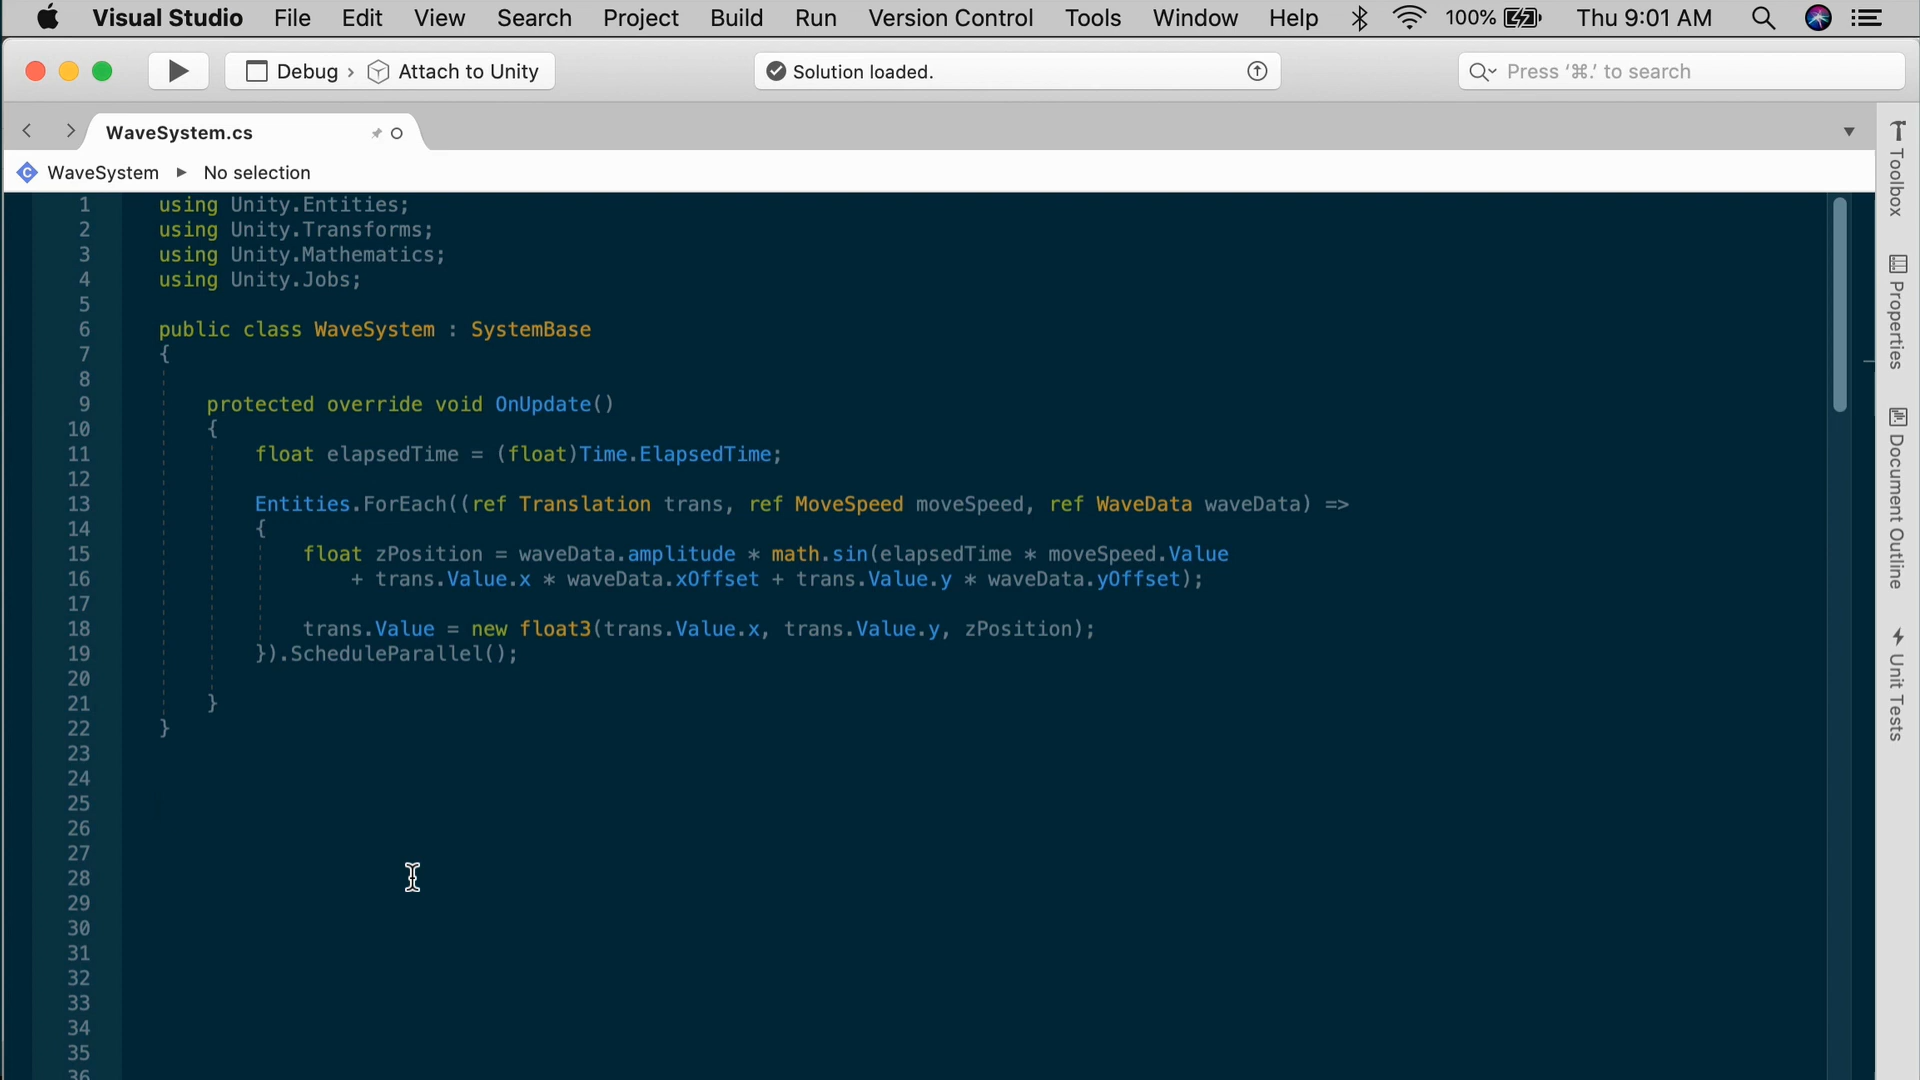 Visual Studio File Edit View Search Project Build Run Version Control Tools Window Help 100% Thu 9:01 AM
Debug › Attach to Unity Solution loaded. Press ‘⌘.’ to search
WaveSystem.cs
WaveSystem ▸ No selection
1 using Unity.Entities;
2 using Unity.Transforms;
3 using Unity.Mathematics;
4 using Unity.Jobs;
5
6 public class WaveSystem : SystemBase
7 {
8
9 protected override void OnUpdate()
10 {
11 float elapsedTime = (float)Time.ElapsedTime;
12
13 Entities.ForEach((ref Translation trans, ref MoveSpeed moveSpeed, ref WaveData waveData) =>
14 {
15 float zPosition = waveData.amplitude * math.sin(elapsedTime * moveSpeed.Value
16 + trans.Value.x * waveData.xOffset + trans.Value.y * waveData.yOffset);
17
18 trans.Value = new float3(trans.Value.x, trans.Value.y, zPosition);
19 }).ScheduleParallel();
20
21 }
22 }
23
24
25
26
27
28
29
30
31
32
33
34
35
36
Toolbox
Properties
Document Outline
Unit Tests